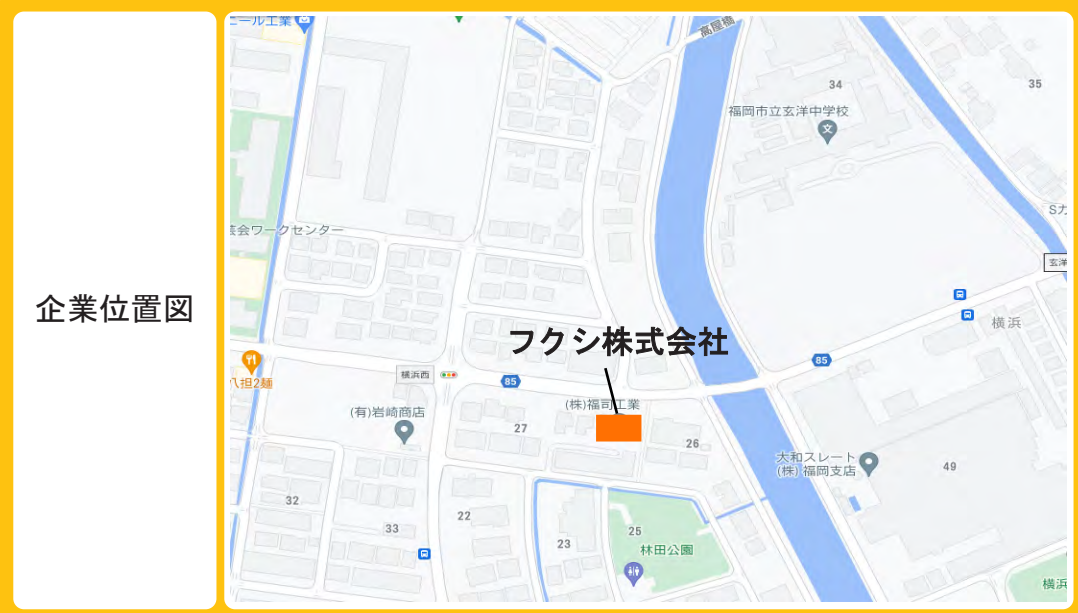 企業位置図
ニール工業
高屋橋
34
35
福岡市立玄洋中学校
文
Sカ
芸会ワークセンター
玄洋
横浜
フクシ株式会社
85
八担2麺
横浜西
85
(有)岩崎商店
(株)福司工業
27
26
大和スレート
(株) 福岡支店
49
32
33
22
23
25
林田公園
横浜